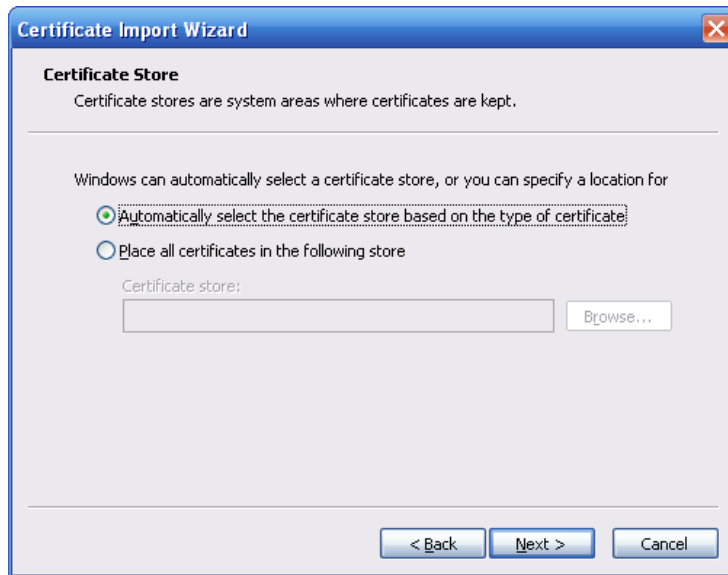 Certificate Import Wizard
Certificate Store
Certificate stores are system areas where certificates are kept.
Windows can automatically select a certificate store, or you can specify a location for
Automatically select the certificate store based on the type of certificate
Place all certificates in the following store
Certificate store:
Browse...
< Back
Next >
Cancel